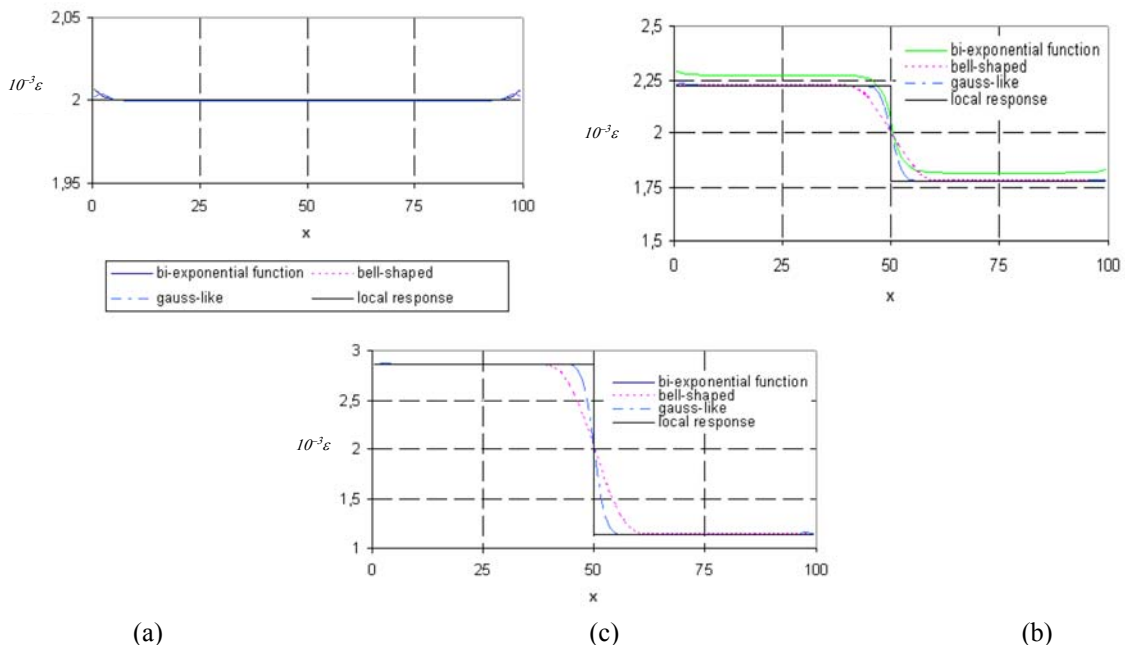 2,05
10⁻³ε
2
1,95
0 25 50 75 100
x
bi-exponential function bell-shaped
gauss-like local response
2,5
bi-exponential function
bell-shaped
gauss-like
local response
2,25
10⁻³ε
2
1,75
1,5
0 25 50 75 100
x
3
bi-exponential function
bell-shaped
gauss-like
local response
2,5
10⁻³ε
2
1,5
1
0 25 50 75 100
x
(a) (c) (b)